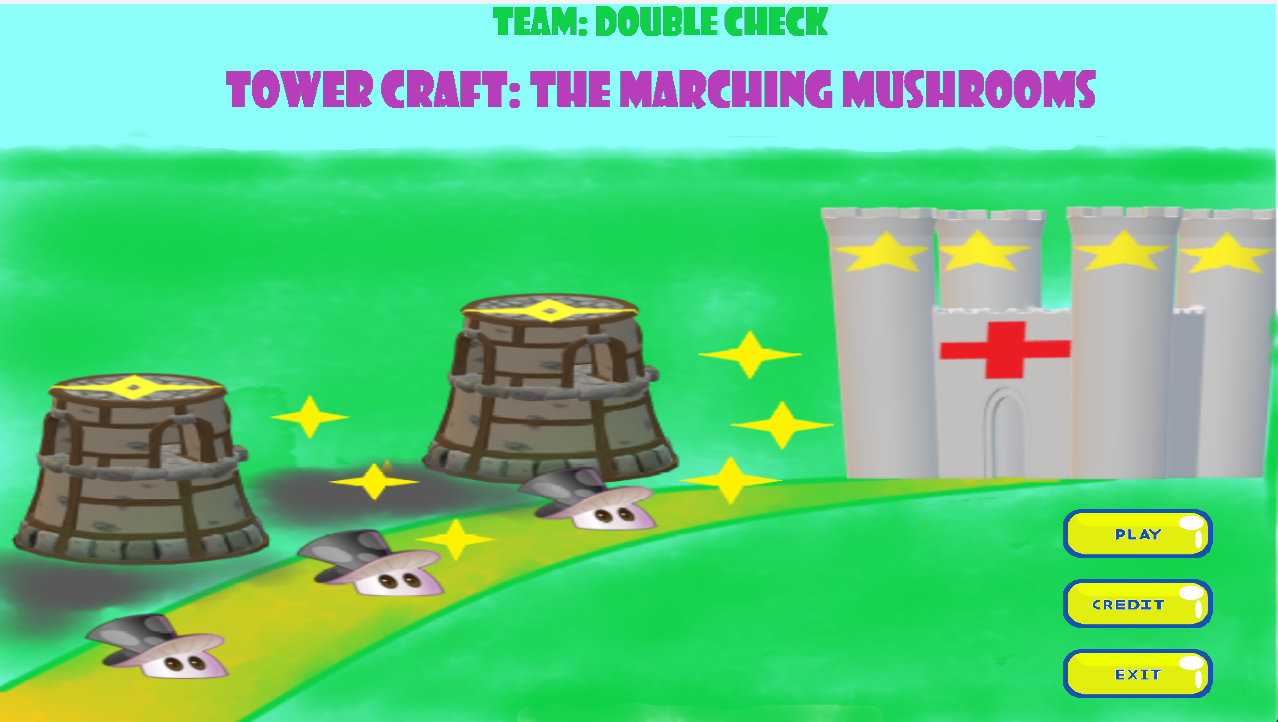 TEAM: DOUBLE CHECK
TOWER CRAFT: THE MARCHING MUSHROOMS
PLAY
CREDIT
EXIT